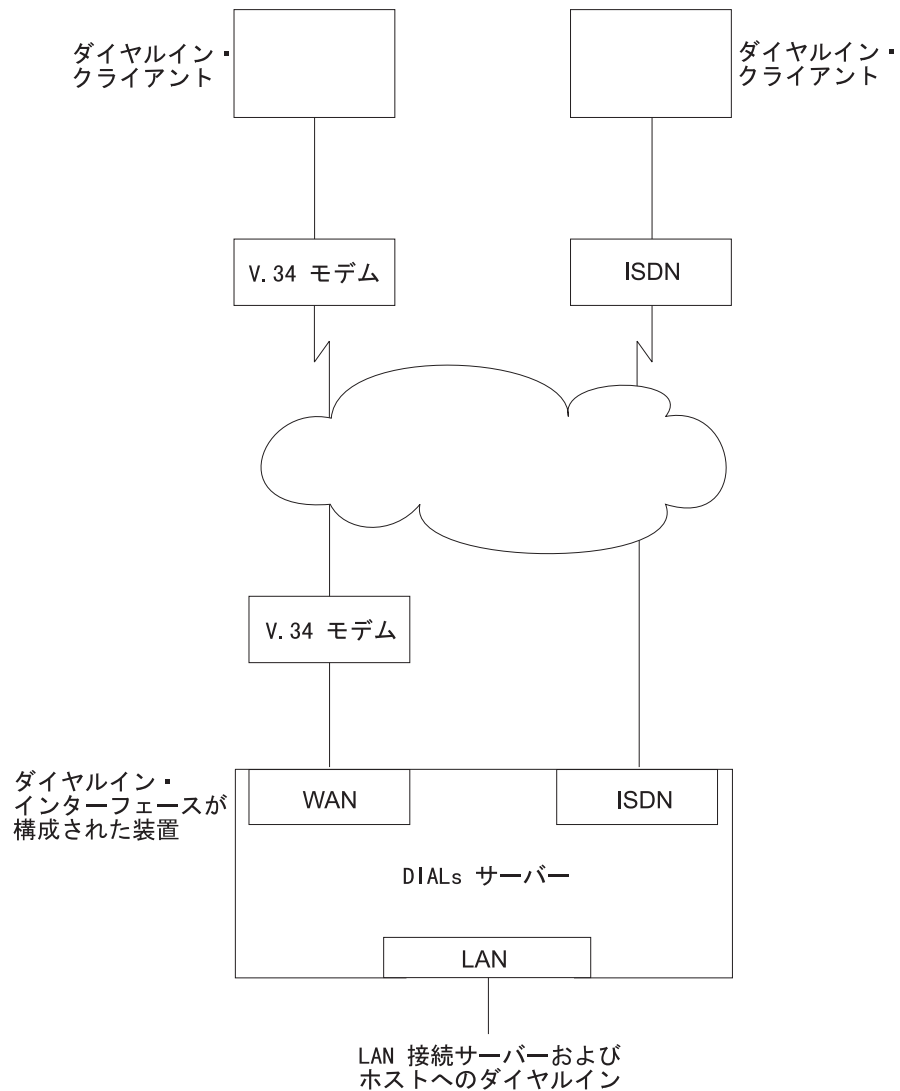 ダイヤルイン・
クライアント
ダイヤルイン・
クライアント
V.34 モデム
ISDN
V.34 モデム
ダイヤルイン・
インターフェースが
構成された装置
WAN
ISDN
DIALs サーバー
LAN
LAN 接続サーバーおよび
ホストへのダイヤルイン